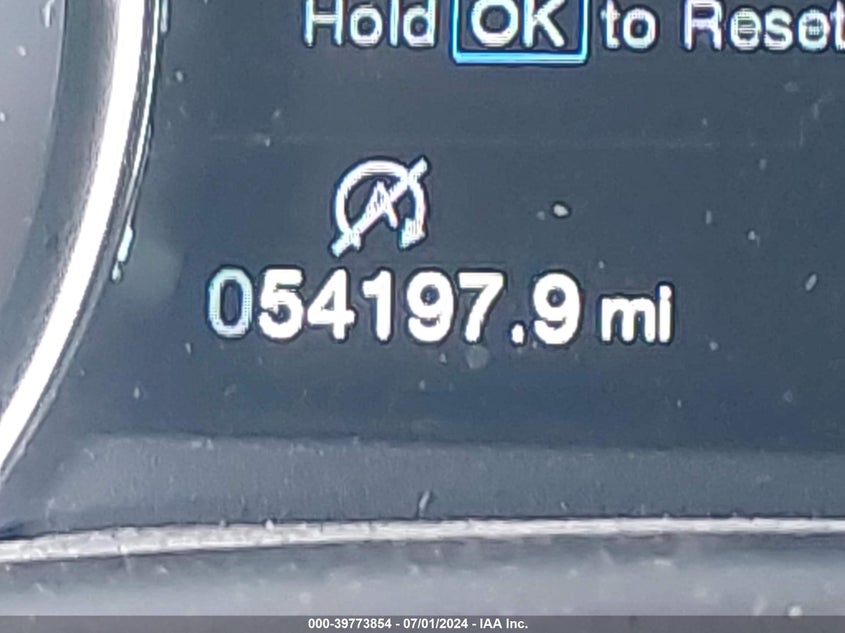 Hold OK to Reset
054197.9 mi
000-39773854 - 07/01/2024 - IAA Inc.